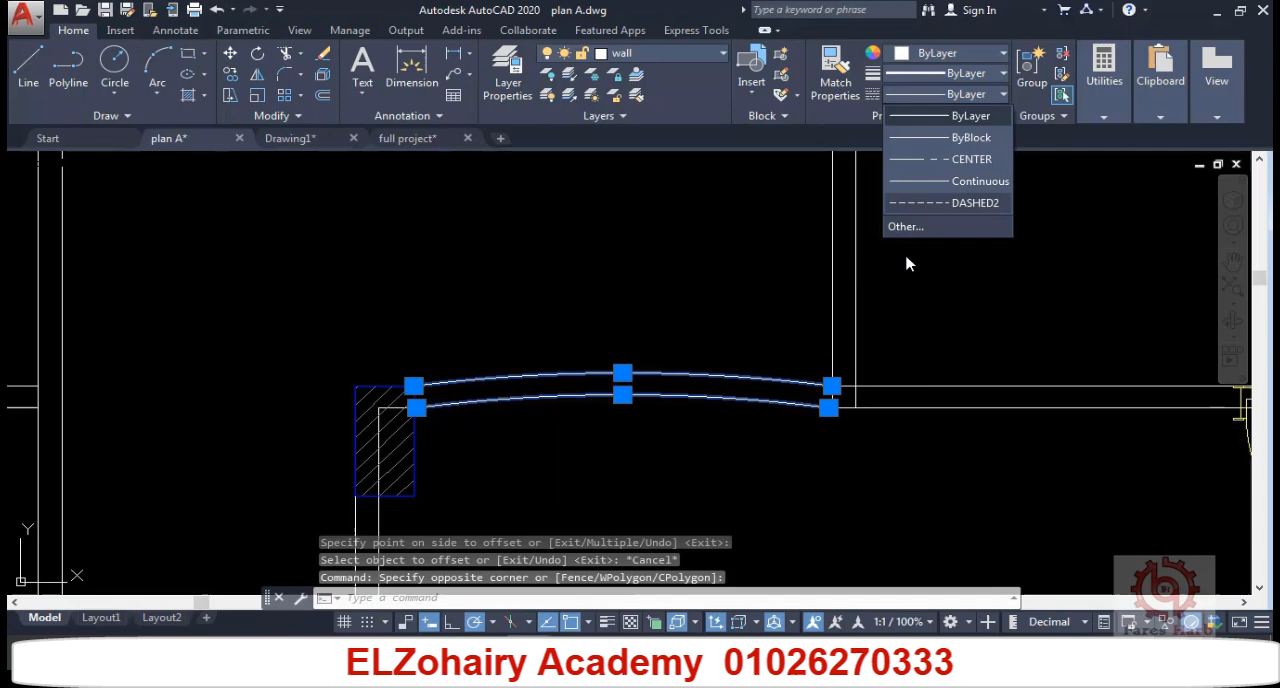 Autodesk AutoCAD 2020 plan A.dwg
Type a keyword or phrase
Sign In
Home Insert Annotate Parametric View Manage Output Add-ins Collaborate Featured Apps Express Tools
Line Polyline Circle Arc
Text Dimension
Layer Properties
wall
Insert
Match Properties
ByLayer
ByLayer
ByLayer
Group
Utilities Clipboard View
Draw Modify Annotation Layers Block Pr Groups
Start plan A* Drawing1* full project*
ByLayer
ByBlock
CENTER
Continuous
DASHED2
Other...
Y
X
Specify point on side to offset or [Exit/Multiple/Undo] <Exit>:
Select object to offset or [Exit/Undo] <Exit>: *Cancel*
Command: Specify opposite corner or [Fence/WPolygon/CPolygon]:
Type a command
Model Layout1 Layout2
1:1 / 100% Decimal
ELZohairy Academy 01026270333